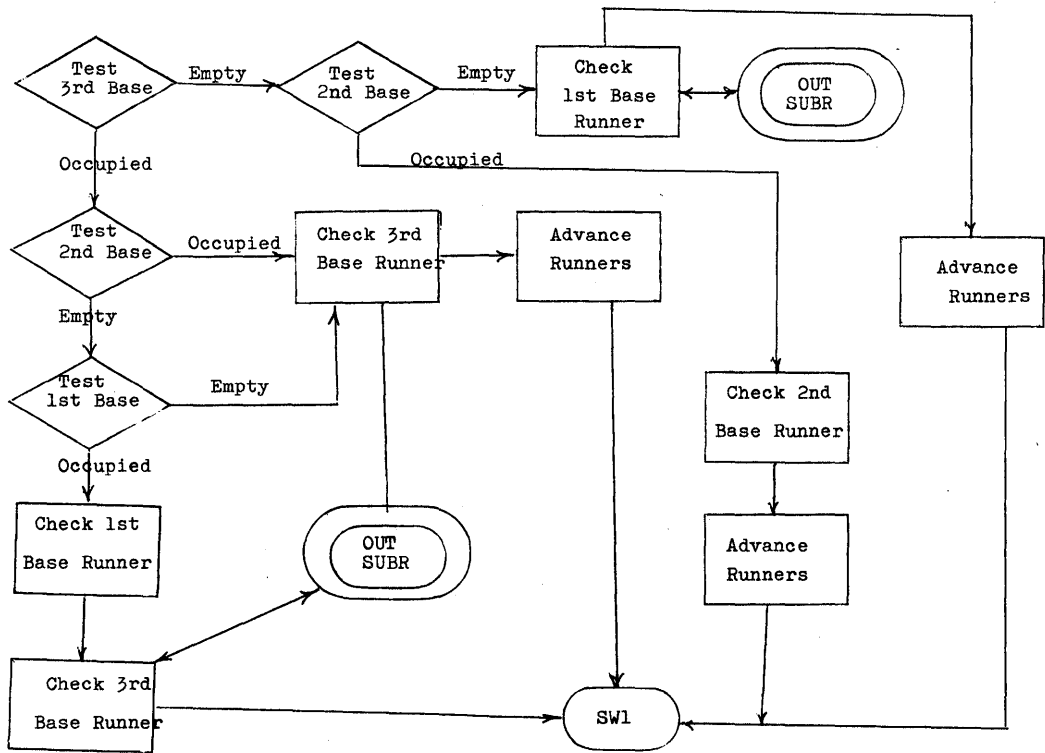 Test
3rd Base
Empty
Test
2nd Base
Empty
Check
1st Base
Runner
OUT
SUBR
Occupied
Occupied
Test
2nd Base
Occupied
Check 3rd
Base Runner
Advance
Runners
Advance
Runners
Empty
Test
1st Base
Empty
Check 2nd
Base Runner
Occupied
Check 1st
Base Runner
OUT
SUBR
Advance
Runners
Check 3rd
Base Runner
SW1